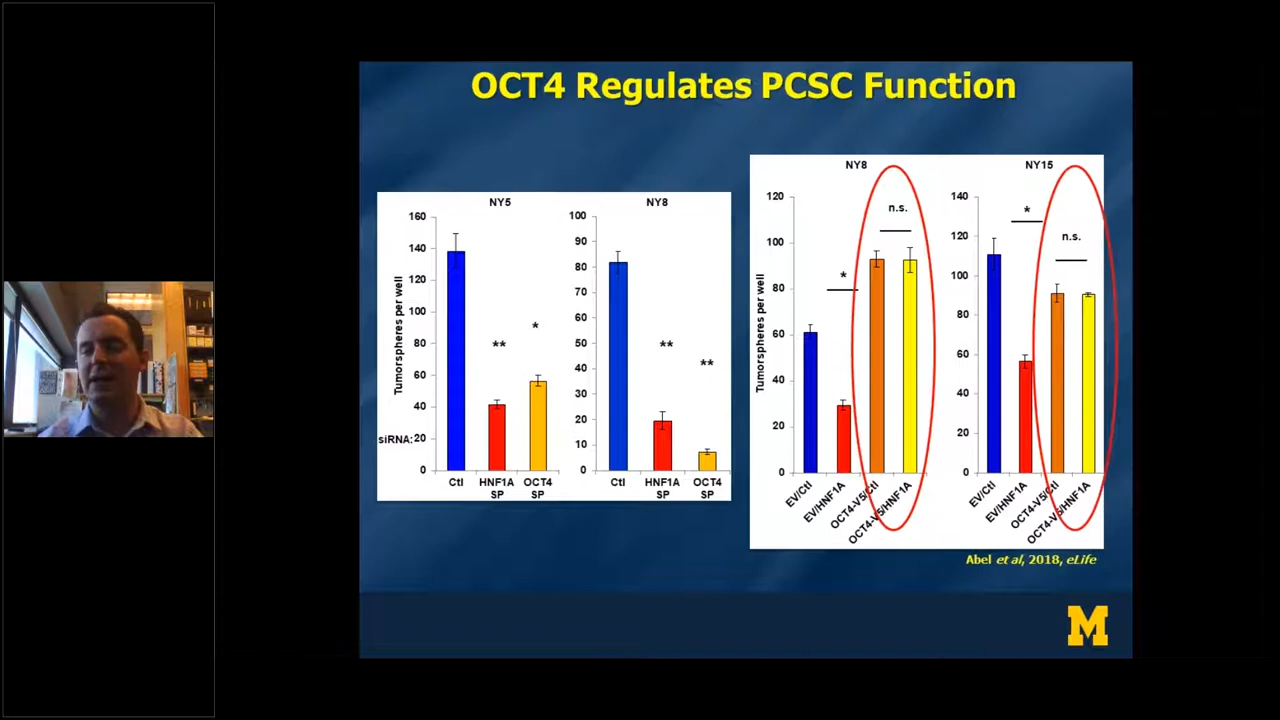 OCT4 Regulates PCSC Function
NY5
NY8
Tumorspheres per well
160
140
120
100
80
60
40
20
0
siRNA:
**
*
Ctl
HNF1A SP
OCT4 SP
100
90
80
70
60
50
40
30
20
10
0
**
**
Ctl
HNF1A SP
OCT4 SP
NY8
Tumorspheres per well
120
100
80
60
40
20
0
*
n.s.
EV/Ctl
EV/HNF1A
OCT4-V5/Ctl
OCT4-V5/HNF1A
NY15
140
120
100
80
60
40
20
0
*
n.s.
EV/Ctl
EV/HNF1A
OCT4-V5/Ctl
OCT4-V5/HNF1A
Abel et al, 2018, eLife
M